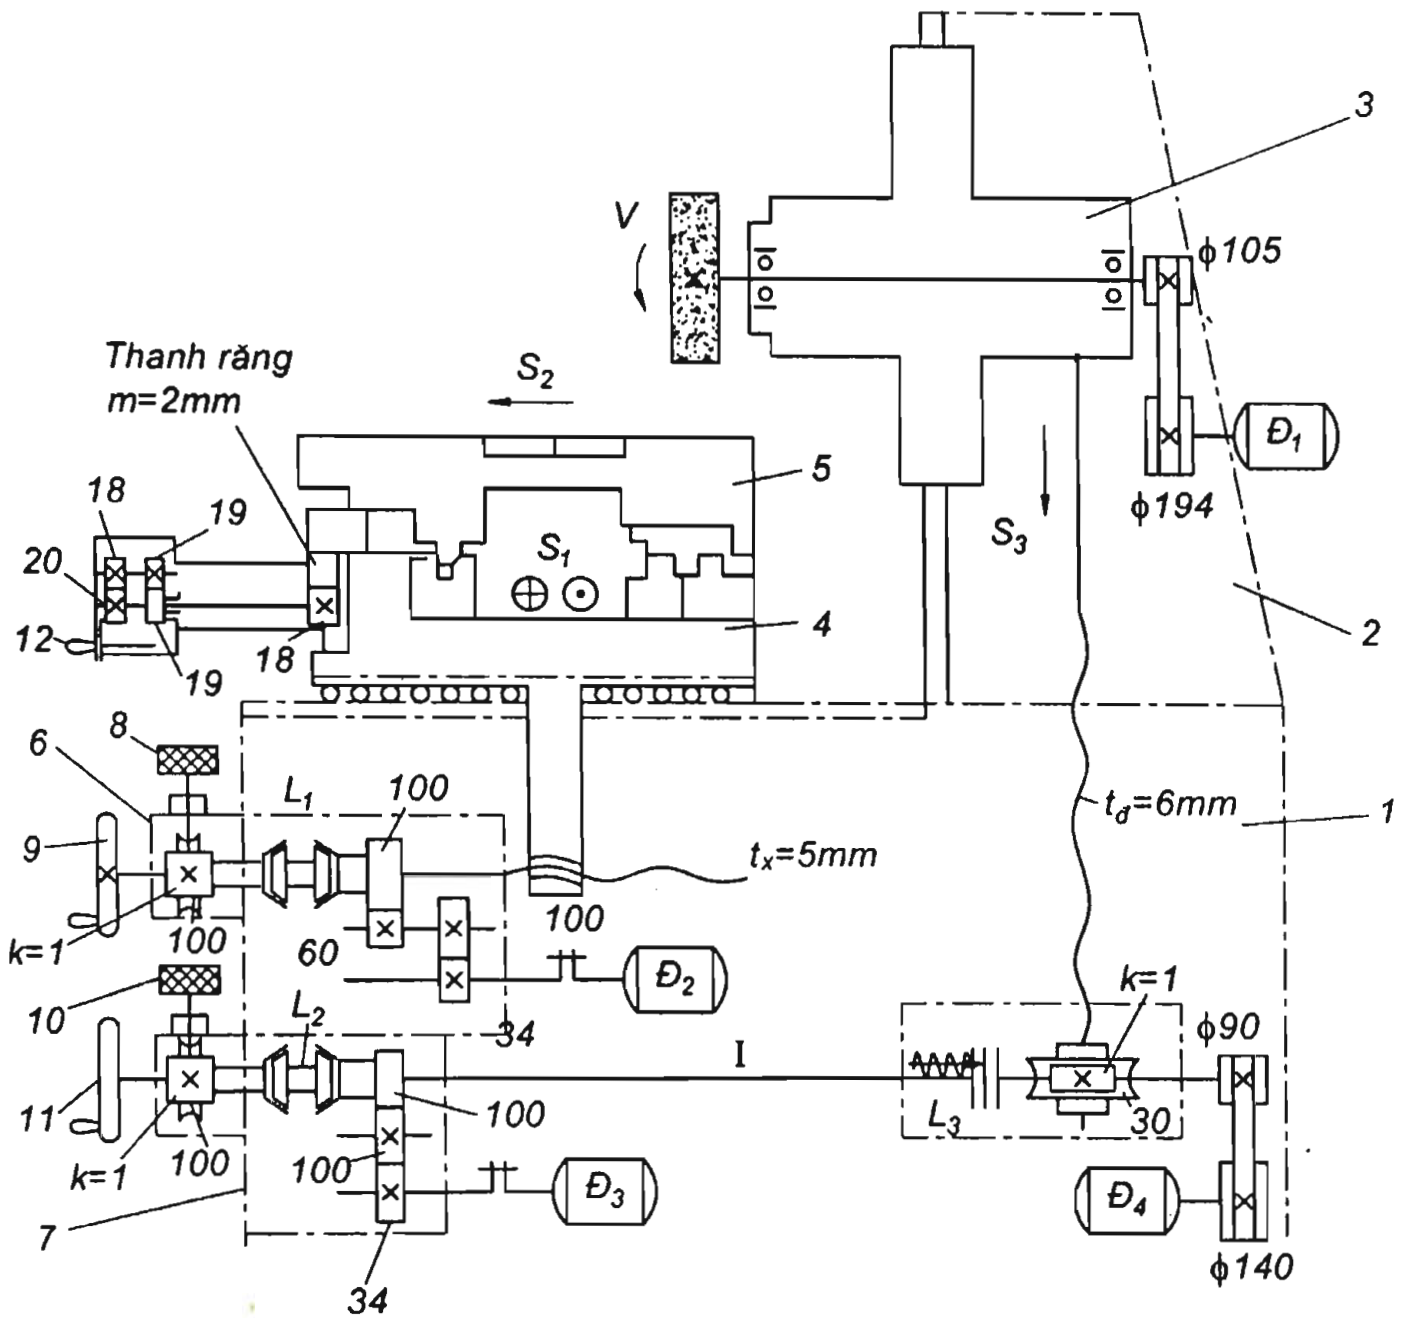 3
V
ϕ105
Thanh răng
m=2mm
S₂
Đ₁
5
ϕ194
18
19
S₃
20
S₁
2
12
4
18
19
8
6
L₁
100
t_đ=6mm
1
9
t_x=5mm
100
k=1
100
60
Đ₂
10
k=1
L₂
34
ϕ90
I
11
100
L₃
30
k=1
100
100
Đ₃
Đ₄
7
ϕ140
34